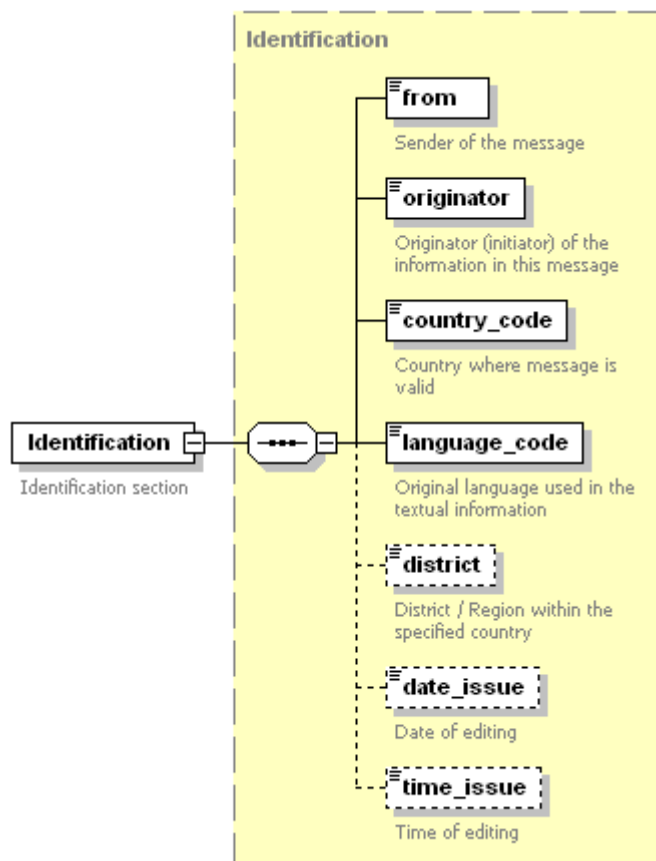 Identification
from
Sender of the message
originator
Originator (initiator) of the
information in this message
country_code
Country where message is
valid
Identification
Identification section
language_code
Original language used in the
textual information
district
District / Region within the
specified country
date_issue
Date of editing
time_issue
Time of editing